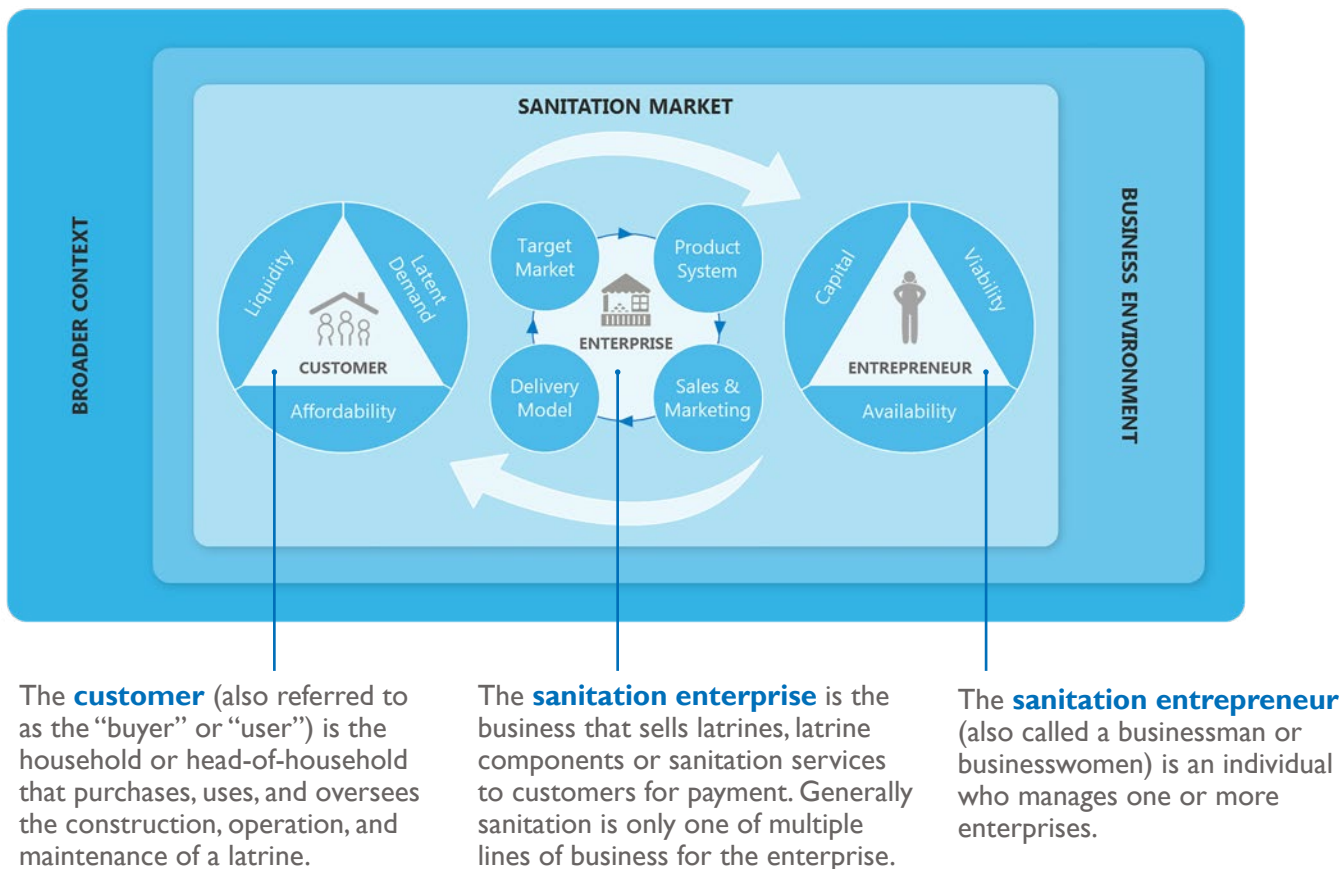 SANITATION MARKET
BROADER CONTEXT
BUSINESS ENVIRONMENT
Liquidity
Latent
Demand
CUSTOMER
Affordability
Target
Market
Product
System
ENTERPRISE
Delivery
Model
Sales &
Marketing
Capital
Viability
ENTREPRENEUR
Availability
The customer (also referred to
as the “buyer” or “user”) is the
household or head-of-household
that purchases, uses, and oversees
the construction, operation, and
maintenance of a latrine.
The sanitation enterprise is the
business that sells latrines, latrine
components or sanitation services
to customers for payment. Generally
sanitation is only one of multiple
lines of business for the enterprise.
The sanitation entrepreneur
(also called a businessman or
businesswomen) is an individual
who manages one or more
enterprises.